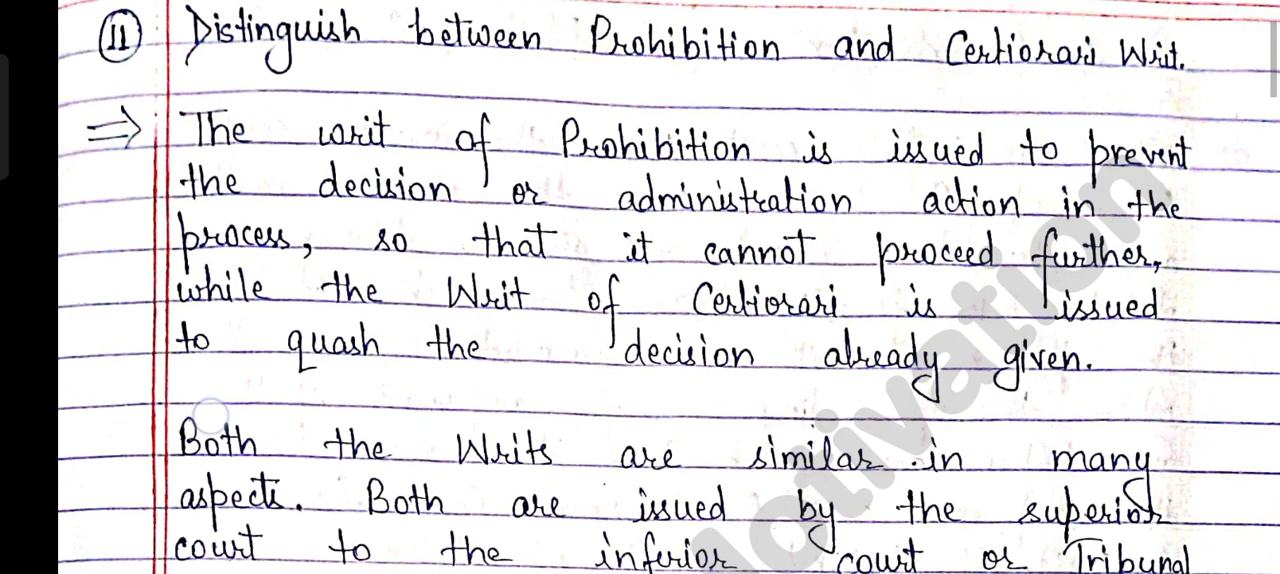 11 Distinguish between Prohibition and Certiorari Writ.
⇒ The writ of Prohibition is issued to prevent
the decision or administration action in the
process, so that it cannot proceed further,
while the Writ of Certiorari is issued
to quash the decision already given.
Both the Writs are similar in many
aspects. Both are issued by the superior
court to the inferior court or Tribunal
Motivation